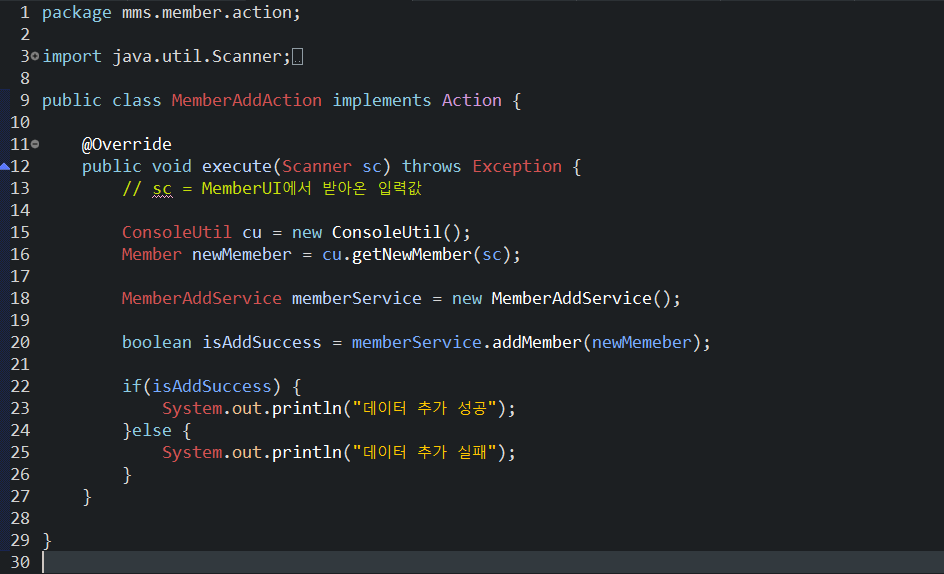 1 package mms.member.action;
2
3 import java.util.Scanner;
8
9 public class MemberAddAction implements Action {
10
11     @Override
12     public void execute(Scanner sc) throws Exception {
13         // sc = MemberUI에서 받아온 입력값
14
15         ConsoleUtil cu = new ConsoleUtil();
16         Member newMemeber = cu.getNewMember(sc);
17
18         MemberAddService memberService = new MemberAddService();
19
20         boolean isAddSuccess = memberService.addMember(newMemeber);
21
22         if(isAddSuccess) {
23             System.out.println("데이터 추가 성공");
24         }else {
25             System.out.println("데이터 추가 실패");
26         }
27     }
28
29 }
30